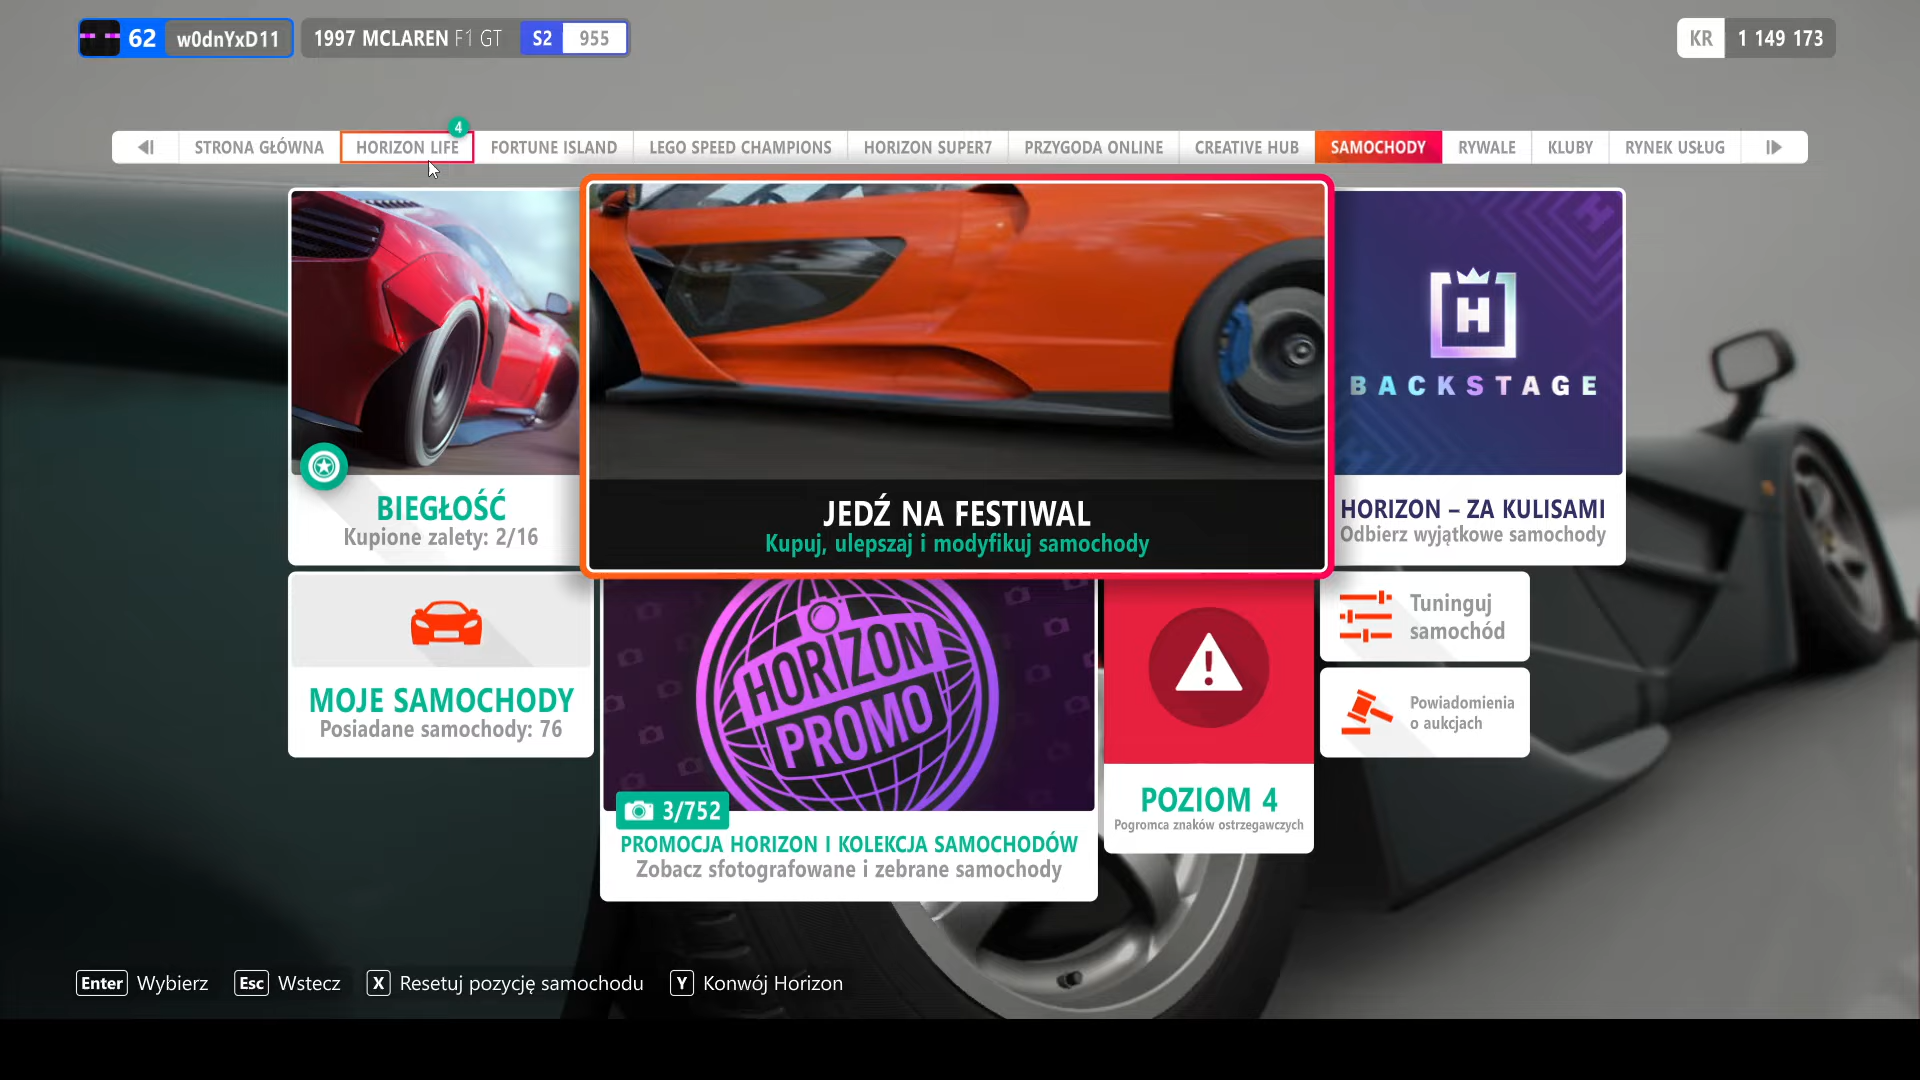 62 w0dnYxD11
1997 MCLAREN F1 GT S2 955
KR 1 149 173
4
STRONA GŁÓWNA HORIZON LIFE FORTUNE ISLAND LEGO SPEED CHAMPIONS HORIZON SUPER7 PRZYGODA ONLINE CREATIVE HUB SAMOCHODY RYWALE KLUBY RYNEK USŁUG
BIEGŁOŚĆ
Kupione zalety: 2/16
JEDŹ NA FESTIWAL
Kupuj, ulepszaj i modyfikuj samochody
H
BACKSTAGE
HORIZON – ZA KULISAMI
Odbierz wyjątkowe samochody
MOJE SAMOCHODY
Posiadane samochody: 76
HORIZON
PROMO
3/752
PROMOCJA HORIZON I KOLEKCJA SAMOCHODÓW
Zobacz sfotografowane i zebrane samochody
!
POZIOM 4
Pogromca znaków ostrzegawczych
Tuninguj
samochód
Powiadomienia
o aukcjach
Enter Wybierz Esc Wstecz X Resetuj pozycję samochodu Y Konwój Horizon